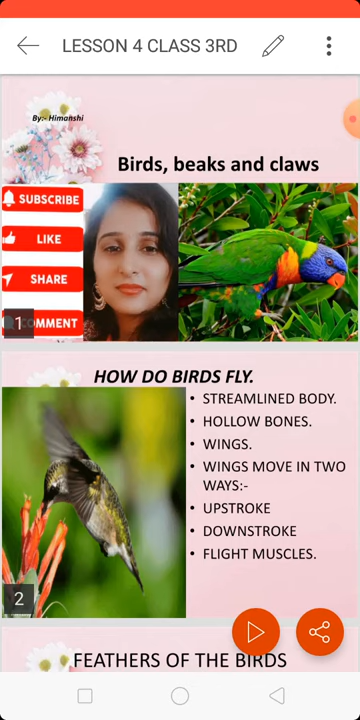 LESSON 4 CLASS 3RD
By:- Himanshi
Birds, beaks and claws
SUBSCRIBE
LIKE
SHARE
COMMENT
1
HOW DO BIRDS FLY.
• STREAMLINED BODY.
• HOLLOW BONES.
• WINGS.
• WINGS MOVE IN TWO
WAYS:-
• UPSTROKE
• DOWNSTROKE
• FLIGHT MUSCLES.
2
FEATHERS OF THE BIRDS